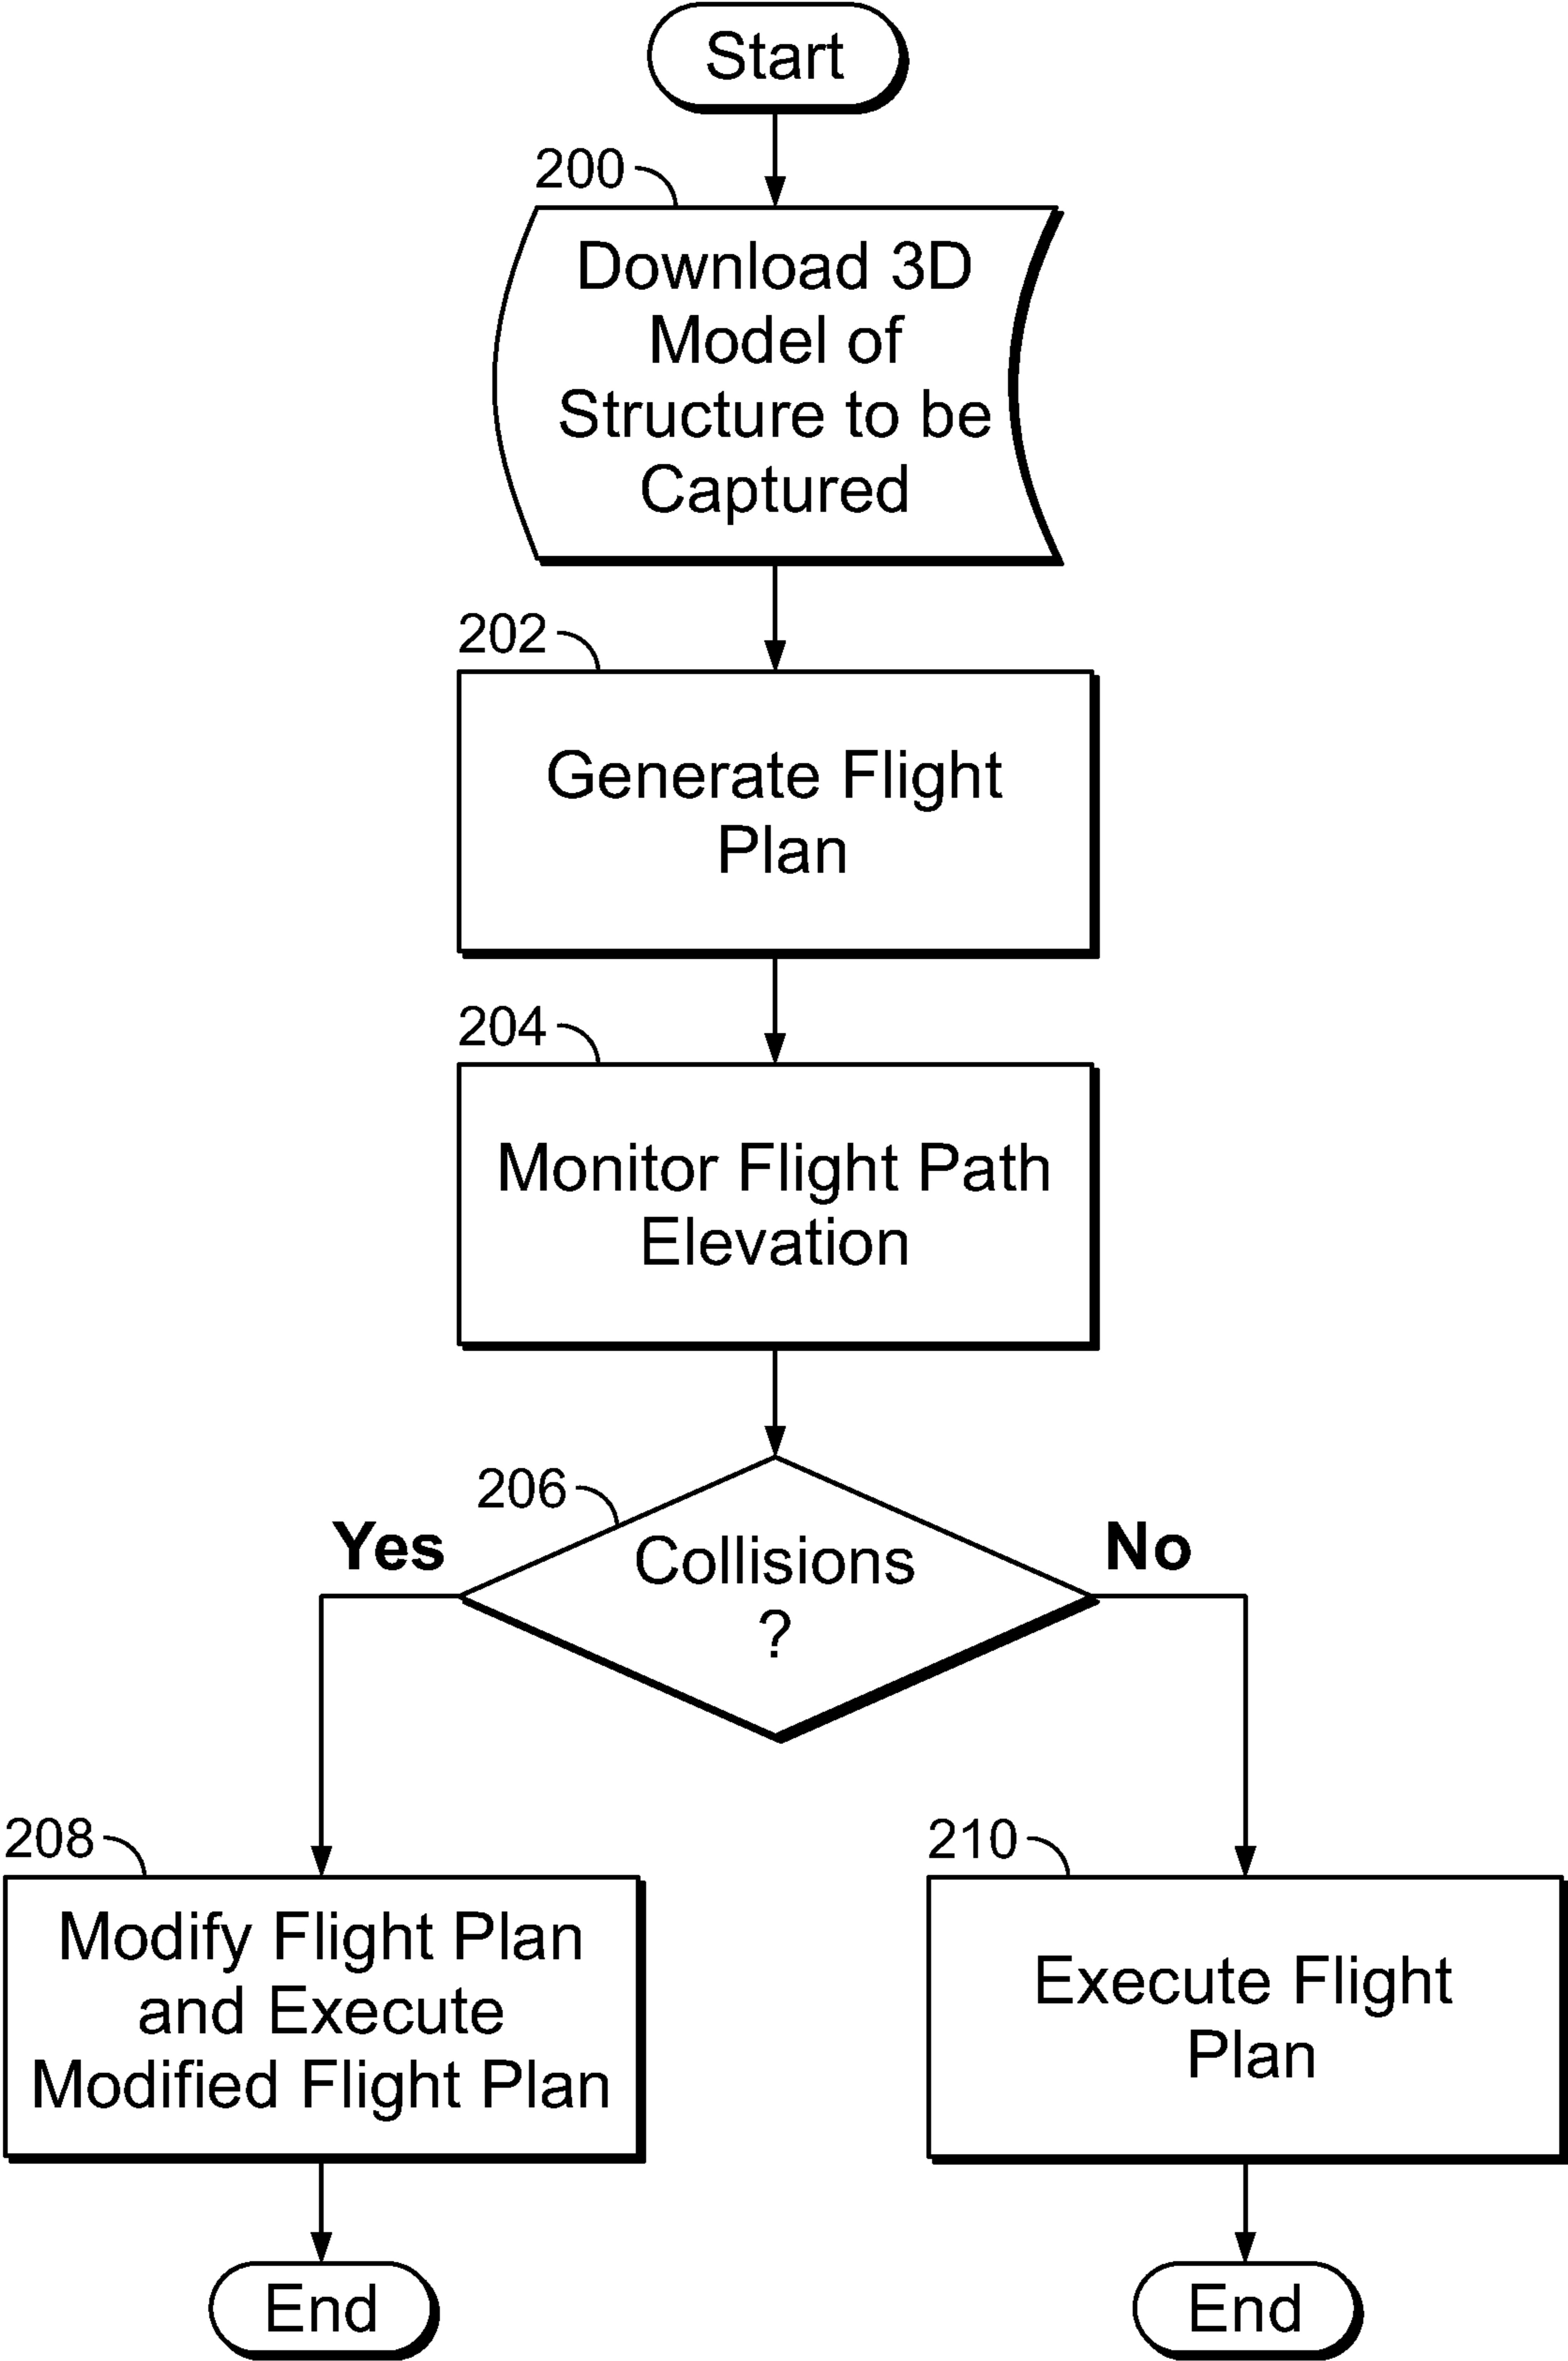 Start
200
Download 3D
Model of
Structure to be
Captured
202
Generate Flight
Plan
204
Monitor Flight Path
Elevation
206
Yes
Collisions
?
No
208
Modify Flight Plan
and Execute
Modified Flight Plan
210
Execute Flight
Plan
End
End